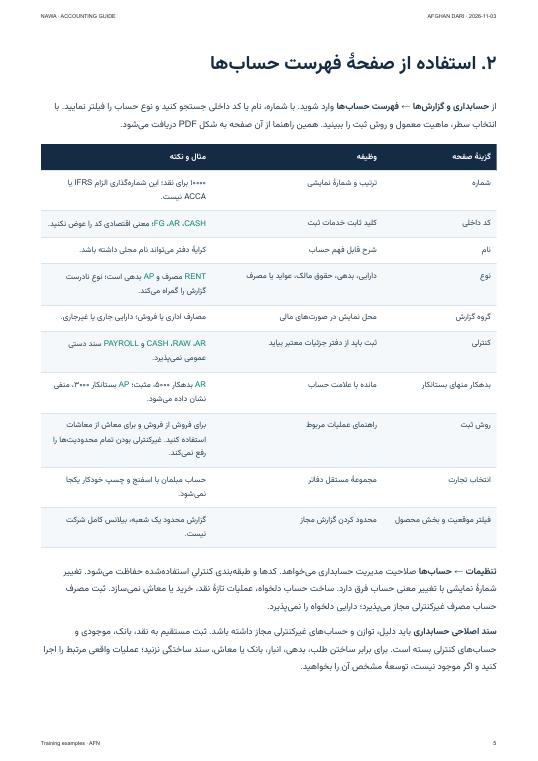 NAWA · ACCOUNTING GUIDE
AFGHAN DARI · 2026-11-03
۲. استفاده از صفحهٔ فهرست حساب‌ها
از حسابداری و گزارش‌ها ← فهرست حساب‌ها وارد شوید. با شماره، نام یا کد داخلی جستجو کنید و نوع حساب را فیلتر نمایید. با
انتخاب سطر، ماهیت معمول و روش ثبت را ببینید. همین راهنما از آن صفحه به شکل PDF دریافت می‌شود.
گزینهٔ صفحه وظیفه مثال و نکته
شماره ترتیب و شمارهٔ نمایشی ۱۰۰۰۰ برای نقد؛ این شماره‌گذاری الزام IFRS یا
ACCA نیست.
کد داخلی کلید ثابت خدمات ثبت CASH، AR، FG؛ معنی اقتصادی کد را عوض نکنید.
نام شرح قابل فهم حساب کرایهٔ دفتر می‌تواند نام محلی داشته باشد.
نوع دارایی، بدهی، حقوق مالک، عواید یا مصرف RENT مصرف و AP بدهی است؛ نوع نادرست
گزارش را گمراه می‌کند.
گروه گزارش محل نمایش در صورت‌های مالی مصارف اداری یا فروش؛ دارایی جاری یا غیرجاری.
کنترلی ثبت باید از دفتر جزئیات معتبر بیاید CASH، RAW، AR و PAYROLL سند دستی
عمومی نمی‌پذیرد.
بدهکار منهای بستانکار مانده با علامت حساب AR بدهکار ۵۰۰۰، مثبت؛ AP بستانکار ۳۰۰۰، منفی
نشان داده می‌شود.
روش ثبت راهنمای عملیات مربوط برای فروش از فروش و برای معاش از معاشات
استفاده کنید. غیرکنترلی بودن تمام محدودیت‌ها را
رفع نمی‌کند.
انتخاب تجارت مجموعهٔ مستقل دفاتر حساب مبلمان با اسفنج و چسپ خودکار یکجا
نمی‌شود.
فیلتر موقعیت و بخش محصول محدود کردن گزارش مجاز گزارش محدود یک شعبه، بیلانس کامل شرکت
نیست.
تنظیمات ← حساب‌ها صلاحیت مدیریت حسابداری می‌خواهد. کدها و طبقه‌بندی کنترلیِ استفاده‌شده حفاظت می‌شود. تغییر
شمارهٔ نمایشی با تغییر معنی حساب فرق دارد. ساخت حساب دلخواه، عملیات تازهٔ نقد، خرید یا معاش نمی‌سازد. ثبت مصرف
حساب مصرف غیرکنترلی مجاز می‌پذیرد؛ دارایی دلخواه را نمی‌پذیرد.
سند اصلاحی حسابداری باید دلیل، توازن و حساب‌های غیرکنترلی مجاز داشته باشد. ثبت مستقیم به نقد، بانک، موجودی و
حساب‌های کنترلی بسته است. برای برابر ساختن طلب، بدهی، انبار، بانک یا معاش، سند ساختگی نزنید؛ عملیات واقعی مرتبط را اجرا
کنید و اگر موجود نیست، توسعهٔ مشخص آن را بخواهید.
Training examples · AFN
5